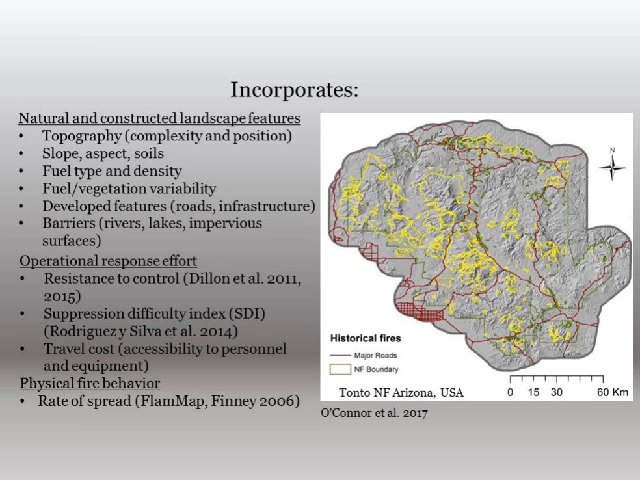 Incorporates:
Natural and constructed landscape features
• Topography (complexity and position)
• Slope, aspect, soils
• Fuel type and density
• Fuel/vegetation variability
• Developed features (roads, infrastructure)
• Barriers (rivers, lakes, impervious
surfaces)
Operational response effort
• Resistance to control (Dillon et al. 2011,
2015)
• Suppression difficulty index (SDI)
(Rodriguez y Silva et al. 2014)
• Travel cost (accessibility to personnel
and equipment)
Physical fire behavior
• Rate of spread (FlamMap, Finney 2006)
N
Historical fires
Major Roads
NF Boundary
Tonto NF Arizona, USA
0 15 30 60 Km
O'Connor et al. 2017